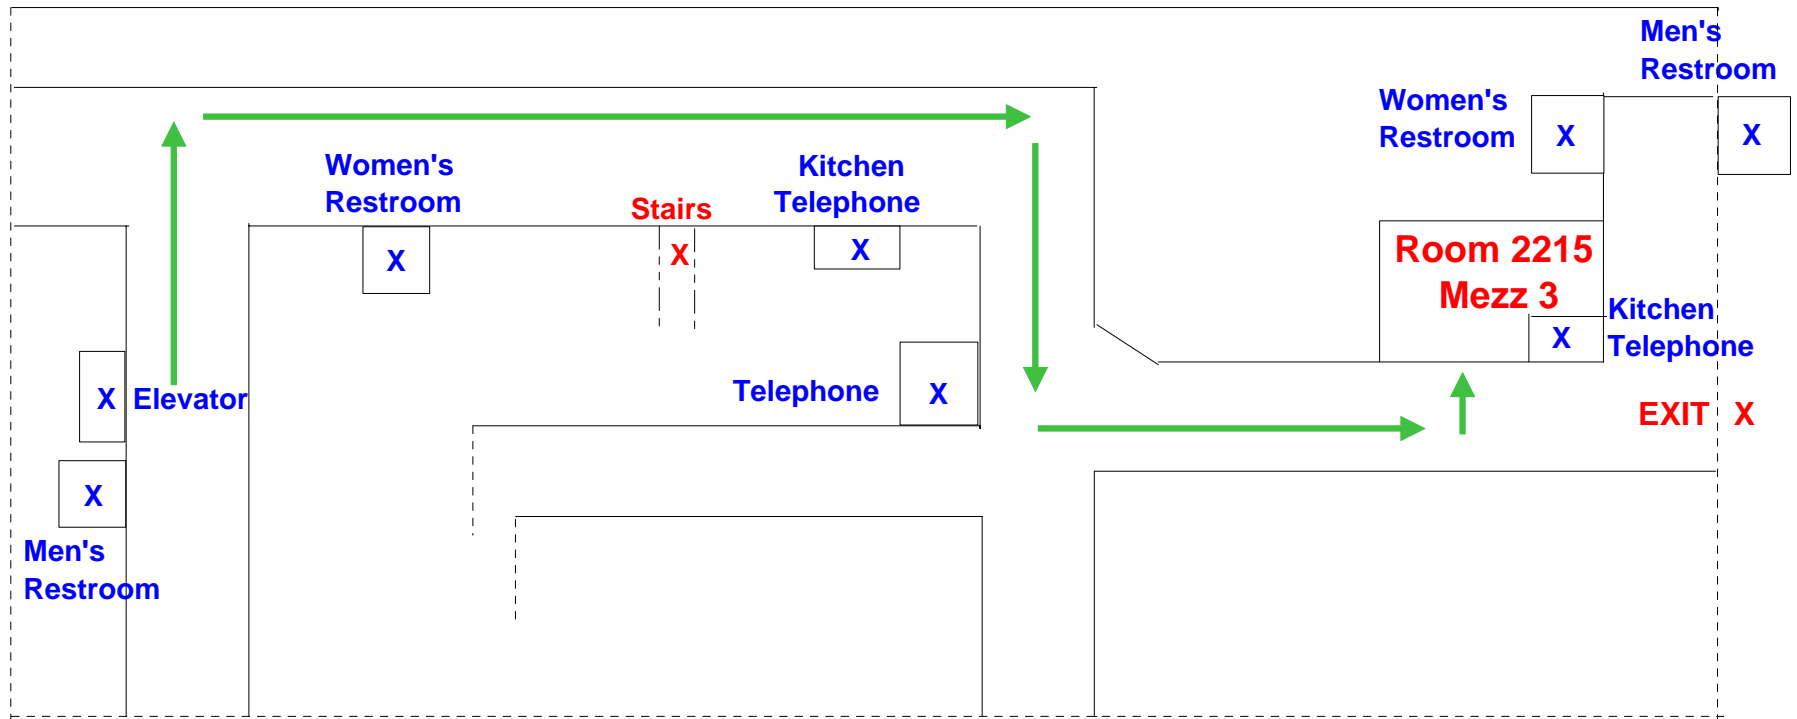 Men's
Restroom
Women's
Restroom
X
X
Women's
Restroom
Kitchen
Telephone
Stairs
X
X
X
Room 2215
Mezz 3
Kitchen
Telephone
X
X
Elevator
Telephone
X
EXIT X
X
Men's
Restroom